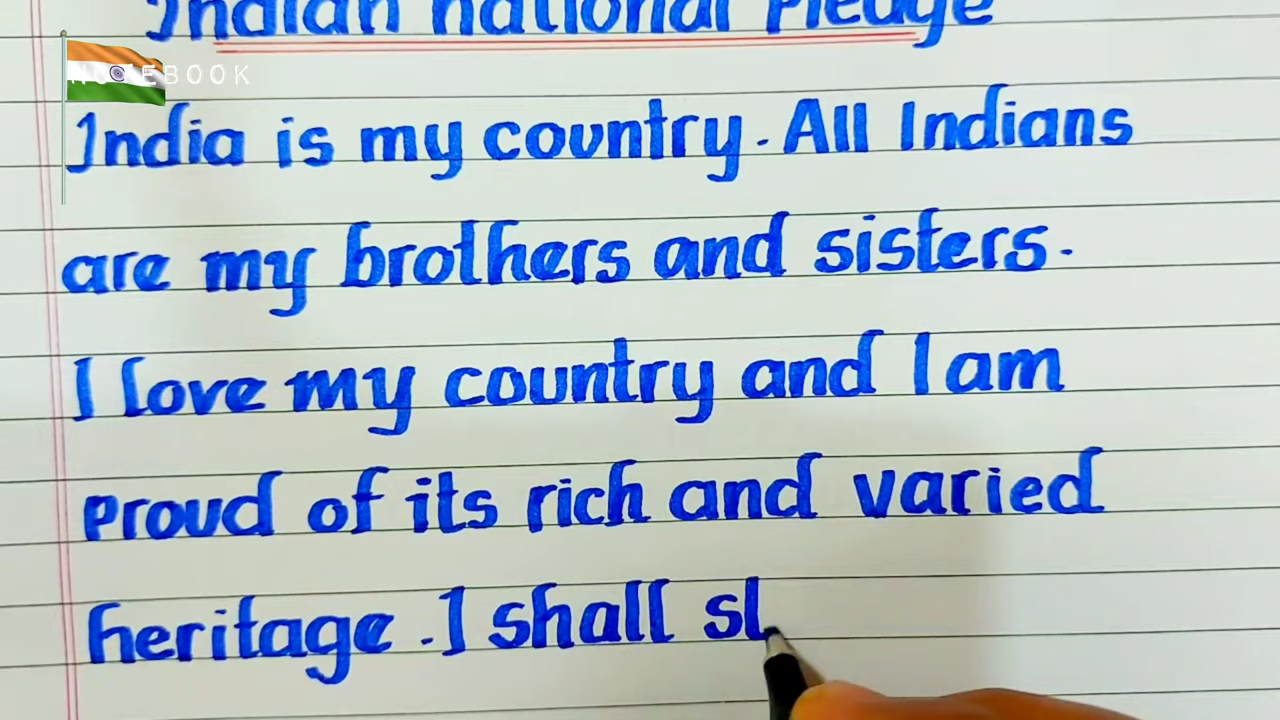 Indian national Pledge
NOTEBOOK
India is my country. All Indians
are my brothers and sisters.
I love my country and I am
proud of its rich and varied
heritage. I shall